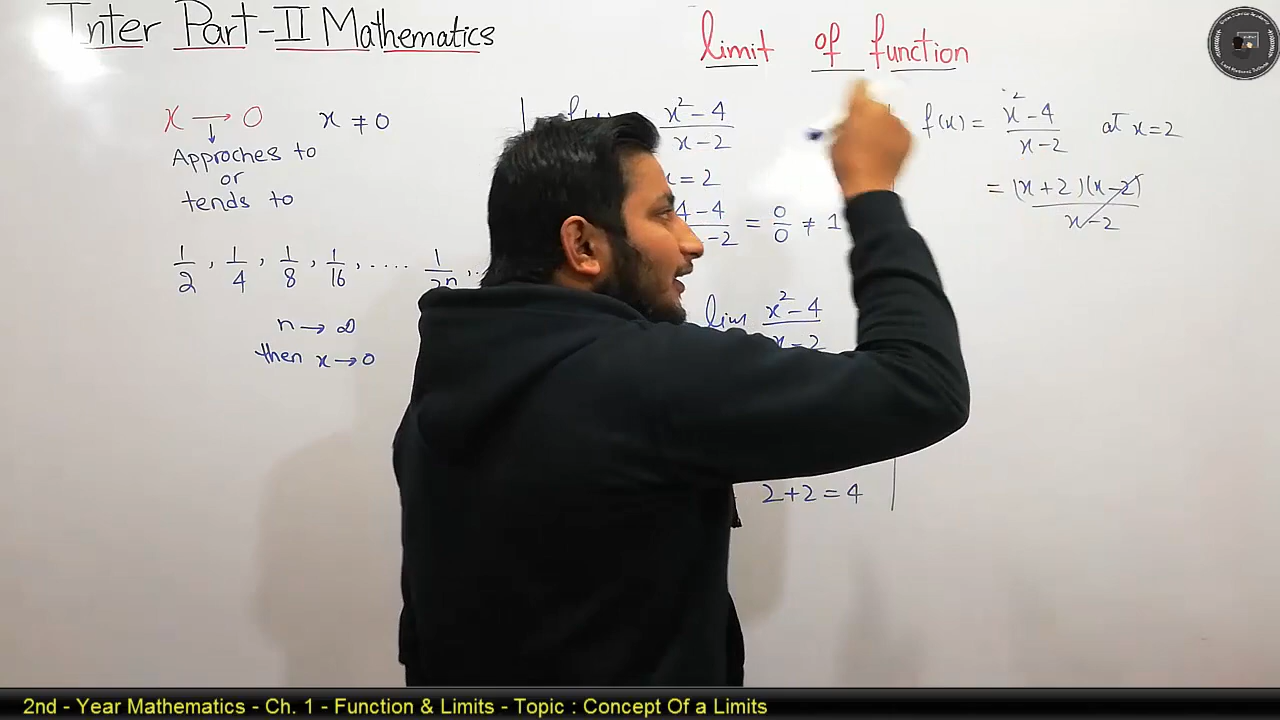 Inter Part-II Mathematics
limit of function
x → 0 x ≠ 0
Approches to
or
tends to
1/2, 1/4, 1/8, 1/16, .... 1/2n, ..
n → ∞
then x → 0
x²-4/x-2
= 2
4-4/-2 = 0/0 ≠ 1
lim x²-4/x-2
2+2 = 4
f(x) = x²-4/x-2 at x=2
= (x+2)(x-2)/x-2
2nd - Year Mathematics - Ch. 1 - Function & Limits - Topic : Concept Of a Limits